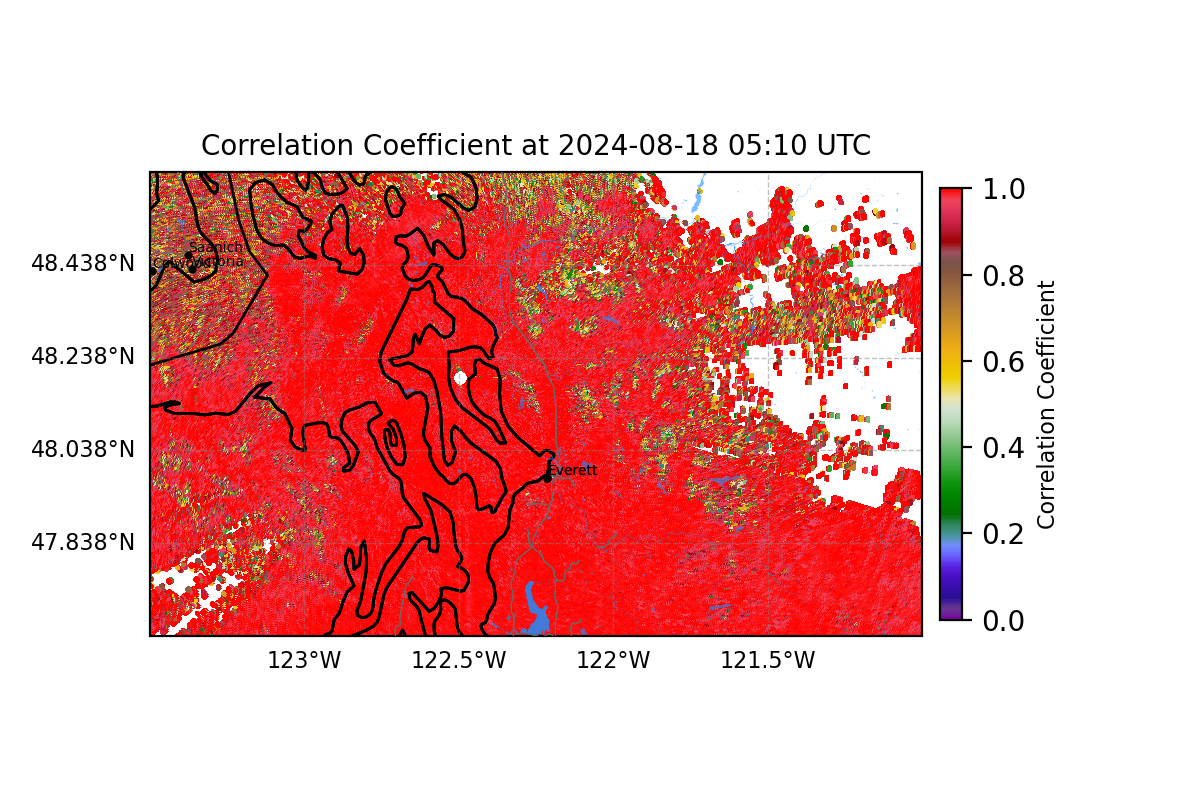 Correlation Coefficient at 2024-08-18 05:10 UTC
1.0
Saanich
Victoria
48.438°N
0.8
48.238°N
0.6
48.038°N
0.4
Everett
47.838°N
0.2
0.0
Correlation Coefficient
123°W 122.5°W 122°W 121.5°W